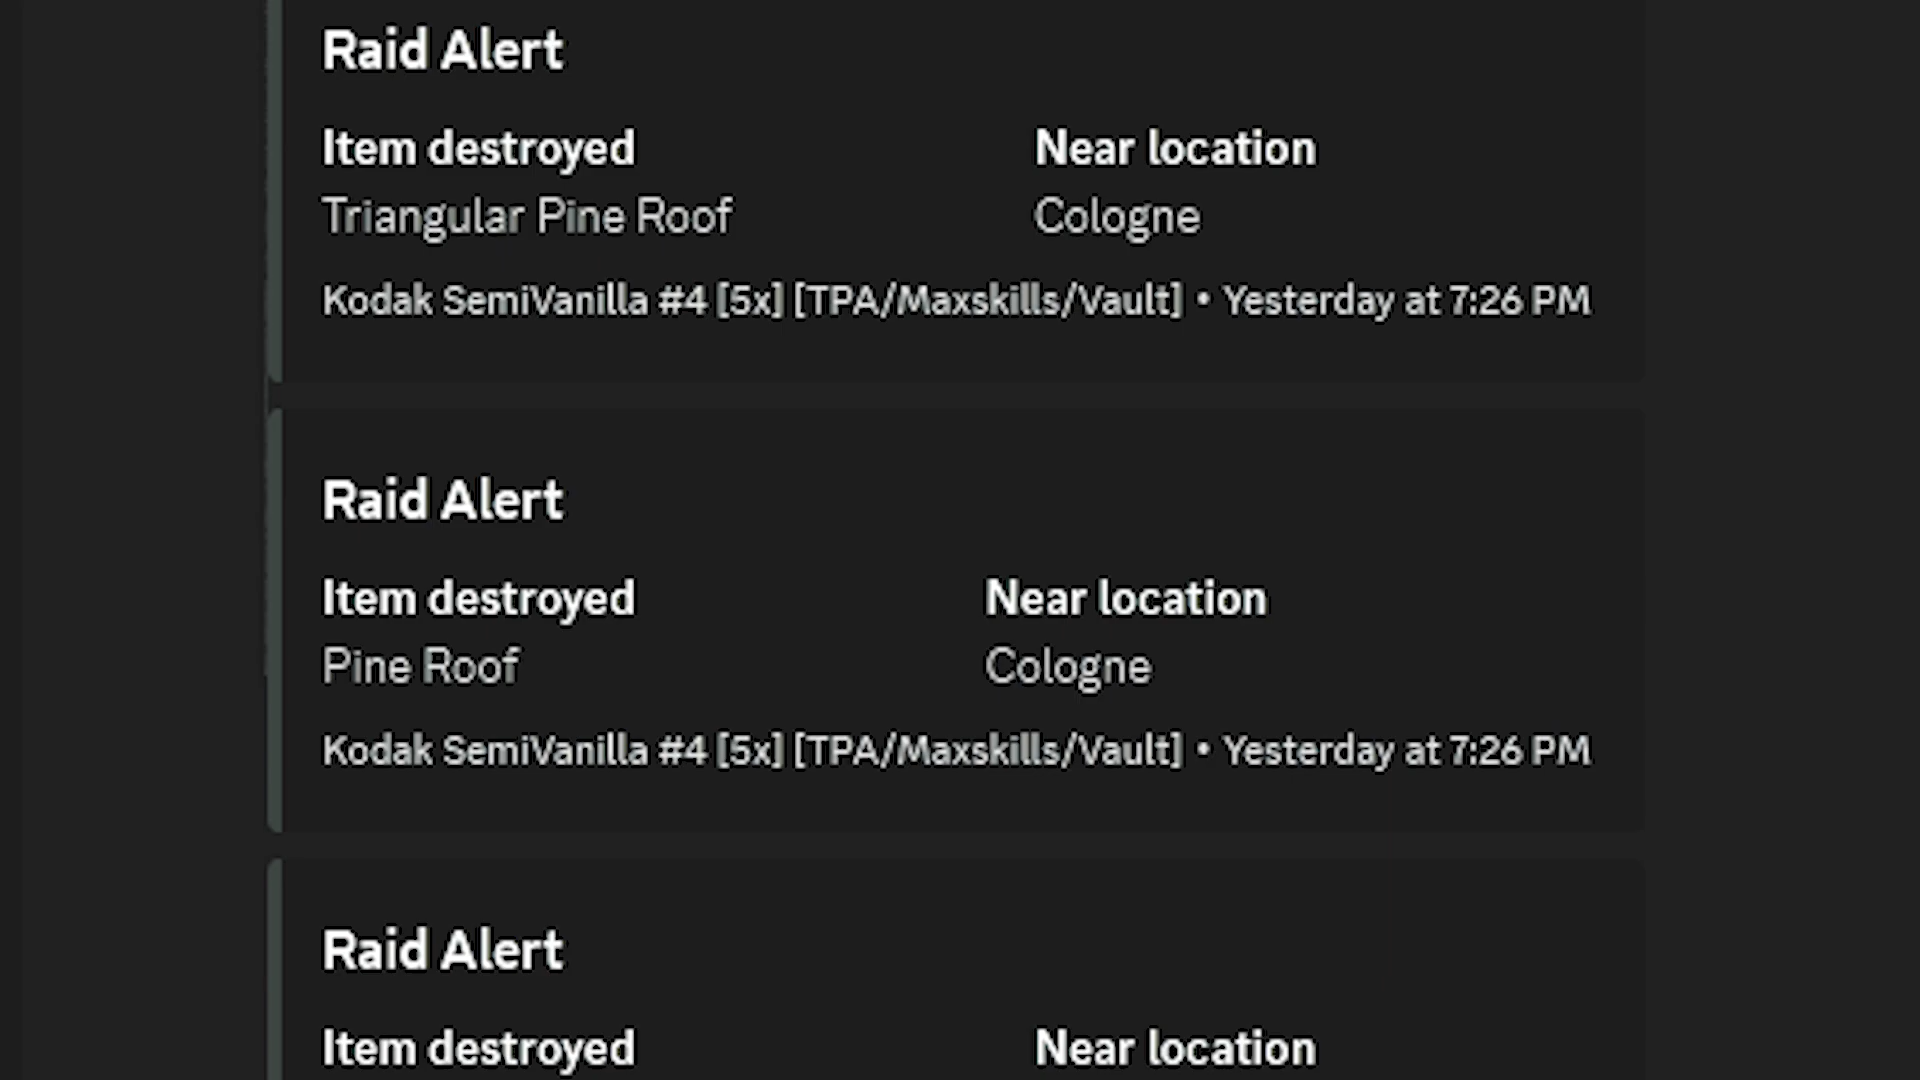 Raid Alert
Item destroyed Near location
Triangular Pine Roof Cologne
Kodak SemiVanilla #4 [5x] [TPA/Maxskills/Vault] • Yesterday at 7:26 PM
Raid Alert
Item destroyed Near location
Pine Roof Cologne
Kodak SemiVanilla #4 [5x] [TPA/Maxskills/Vault] • Yesterday at 7:26 PM
Raid Alert
Item destroyed Near location